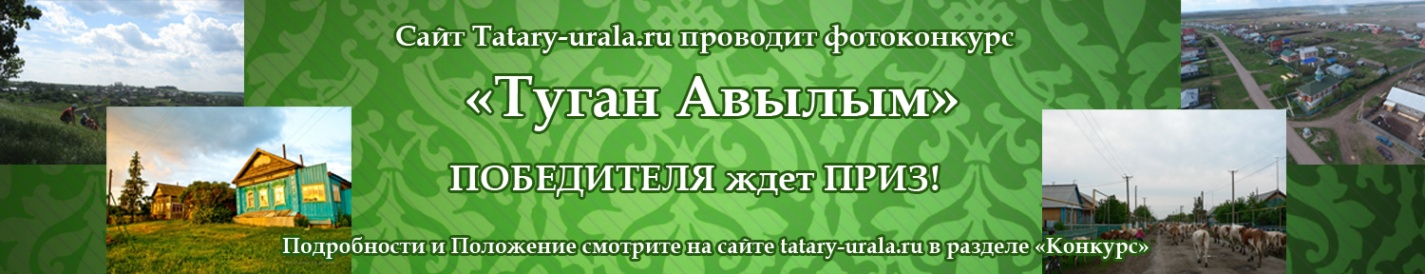 Сайт Tatary-urala.ru проводит фотоконкурс
«Туган Авылым»
ПОБЕДИТЕЛЯ ждет ПРИЗ!
Подробности и Положение смотрите на сайте tatary-urala.ru в разделе «Конкурс»